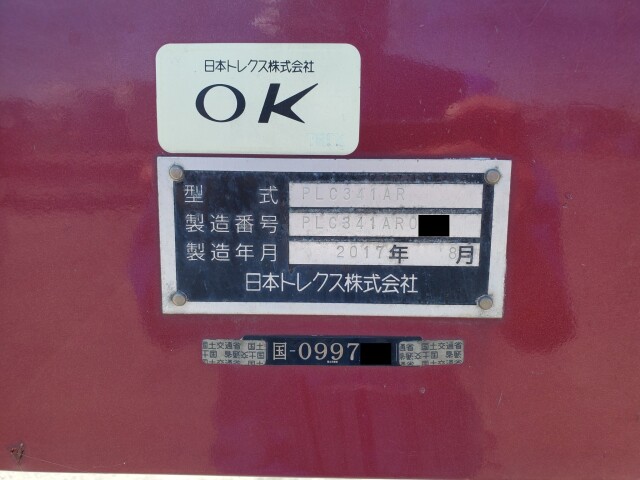 日本トレクス株式会社
OK
型 式 PLG341AR
製造番号 PLG341AR0
製造年月 2017年 8月
日本トレクス株式会社
国-0997